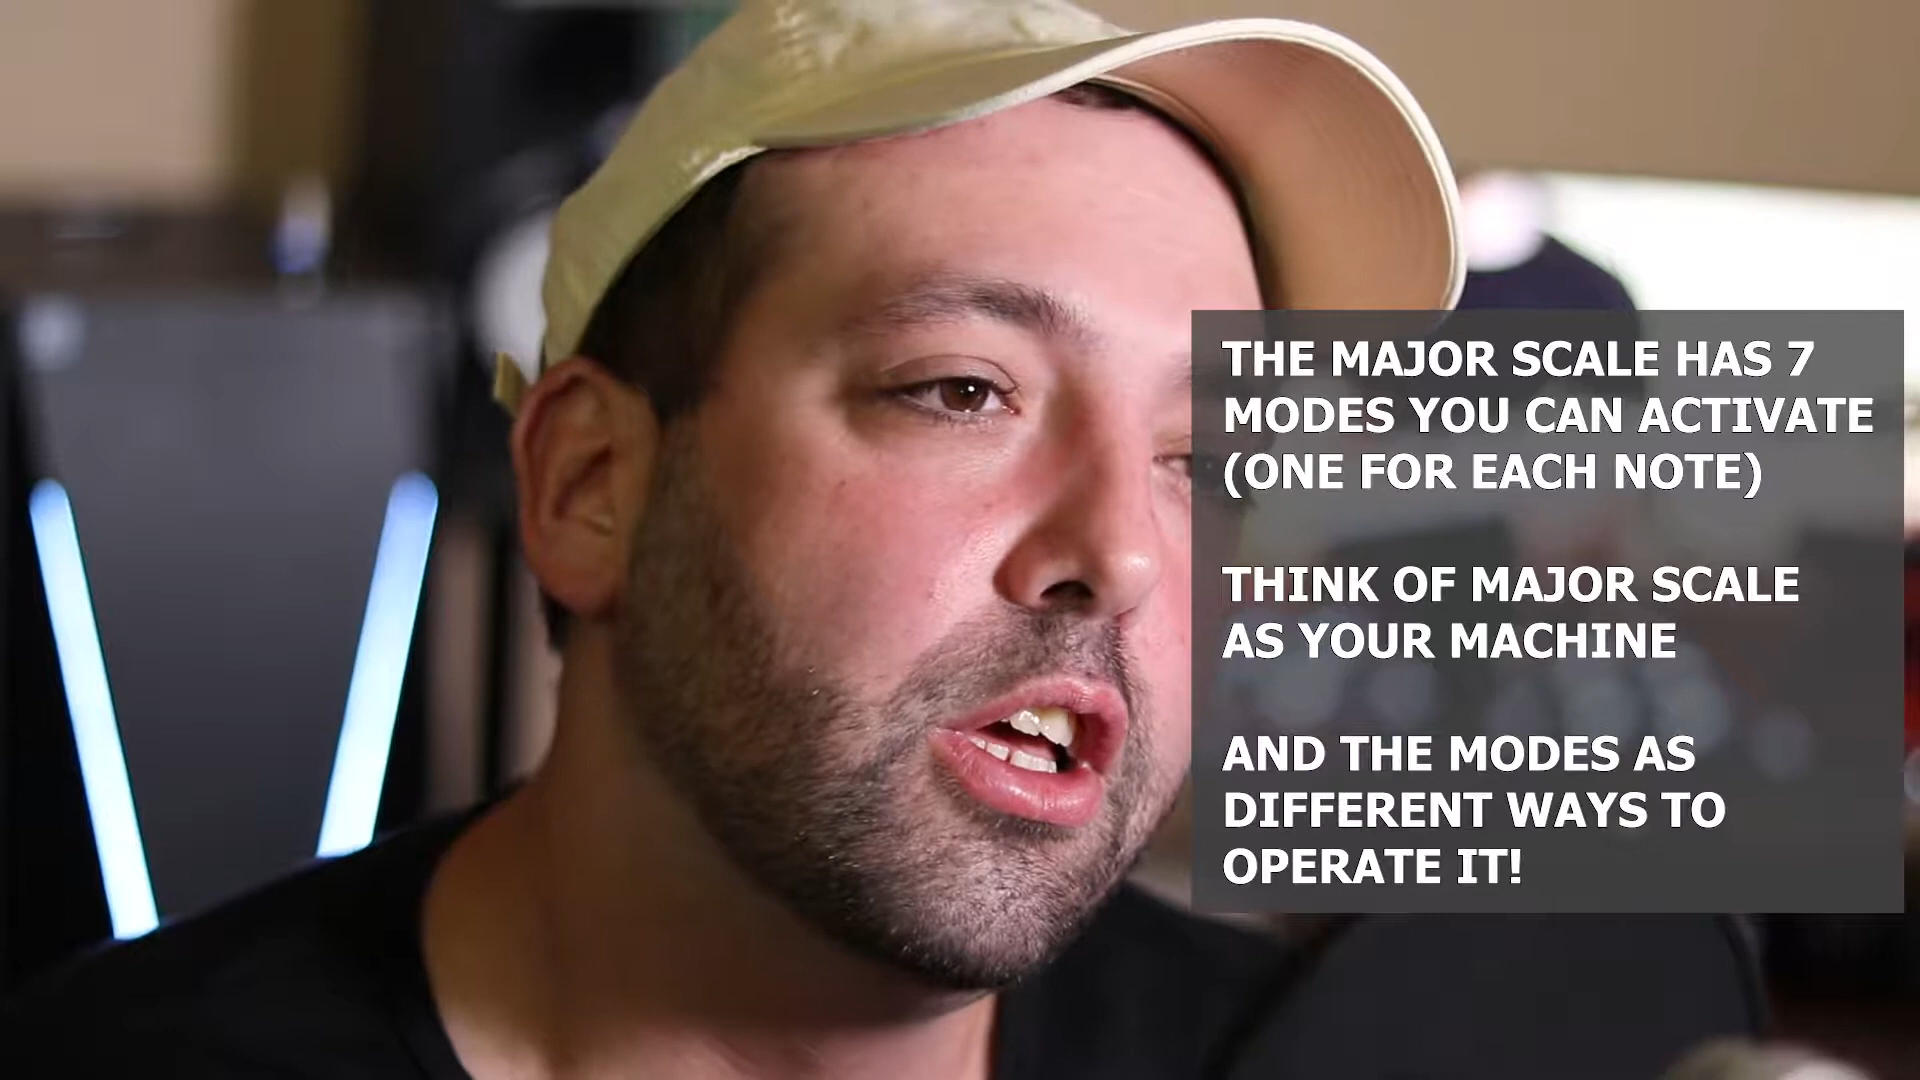 THE MAJOR SCALE HAS 7
MODES YOU CAN ACTIVATE
(ONE FOR EACH NOTE)
THINK OF MAJOR SCALE
AS YOUR MACHINE
AND THE MODES AS
DIFFERENT WAYS TO
OPERATE IT!